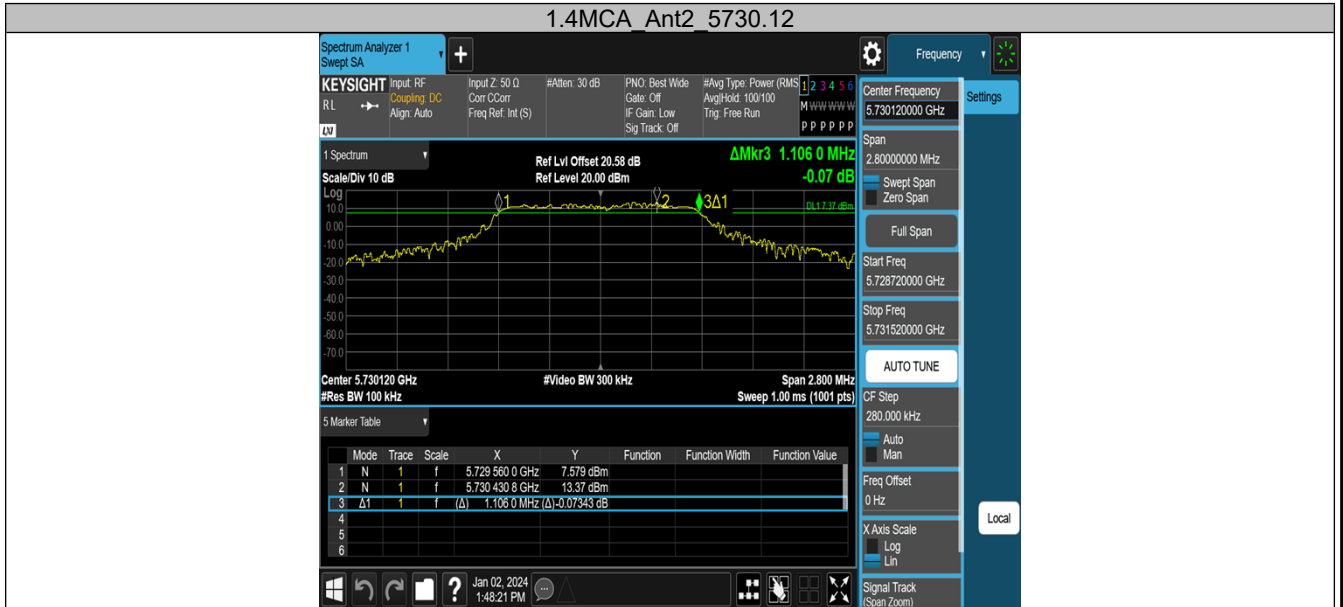 1.4MCA_Ant2_5730.12
Spectrum Analyzer 1
Swept SA
+
Frequency
KEYSIGHT
RL
LXI
Input: RF
Coupling: DC
Align: Auto
Input Z: 50 Ω
Corr CCorr
Freq Ref: Int (S)
#Atten: 30 dB
PNO: Best Wide
Gate: Off
IF Gain: Low
Sig Track: Off
#Avg Type: Power (RMS
Avg|Hold: 100/100
Trig: Free Run
1 2 3 4 5 6
M W W W W W
P P P P P P
Center Frequency
5.730120000 GHz
Settings
Span
2.80000000 MHz
Swept Span
Zero Span
Full Span
Start Freq
5.728720000 GHz
Stop Freq
5.731520000 GHz
AUTO TUNE
CF Step
280.000 kHz
Auto
Man
Freq Offset
0 Hz
X Axis Scale
Log
Lin
Local
Signal Track
(Span Zoom)
1 Spectrum
Scale/Div 10 dB
Ref Lvl Offset 20.58 dB
Ref Level 20.00 dBm
ΔMkr3 1.106 0 MHz
-0.07 dB
Log
10.0
0.00
-10.0
-20.0
-30.0
-40.0
-50.0
-60.0
-70.0
1
2
3Δ1
DL1 7.37 dBm
Center 5.730120 GHz
#Res BW 100 kHz
#Video BW 300 kHz
Span 2.800 MHz
Sweep 1.00 ms (1001 pts)
5 Marker Table
Mode Trace Scale X Y Function Function Width Function Value
1 N 1 f 5.729 560 0 GHz 7.579 dBm
2 N 1 f 5.730 430 8 GHz 13.37 dBm
3 Δ1 1 f (Δ) 1.106 0 MHz (Δ)-0.07343 dB
4
5
6
?
Jan 02, 2024
1:48:21 PM